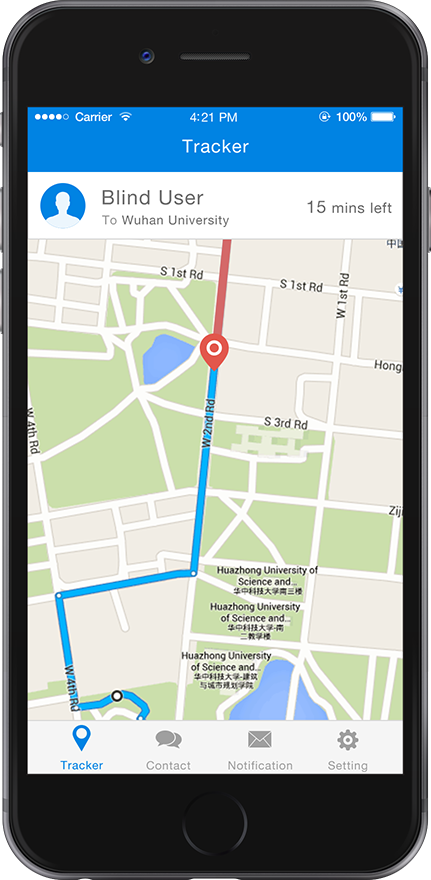 Carrier 4:21 PM 100%
Tracker
Blind User
To Wuhan University
15 mins left
中国
S 1st Rd
S 1st Rd
W 1st Rd
Hong
W 2nd Rd
S 3rd Rd
W 4th Rd
Zij
Huazhong University of
Science and...
华中科技大学南三楼
Huazhong University
of Science and...
华中科技大学-南
二教学楼
Huazhong University
of Science and...
华中科技大学-建筑
与城市规划学院
W 4th Rd
Tracker Contact Notification Setting